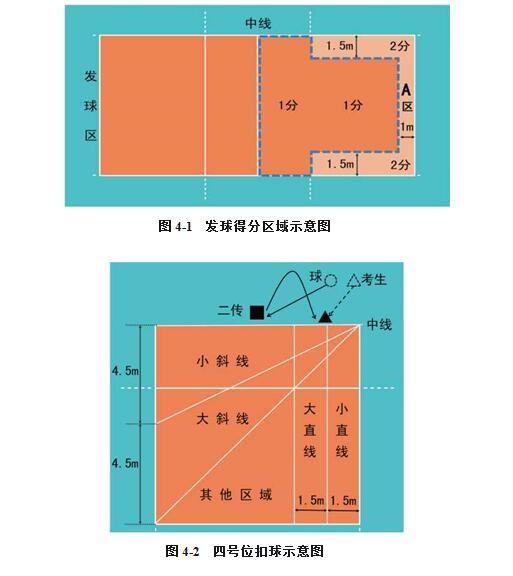 中线
1.5m
2分
发球区
1分
1分
A区
1m
1.5m
2分
图 4-1 发球得分区域示意图
球
考生
二传
中线
小斜线
4.5m
大斜线
大直线
小直线
4.5m
其他区域
1.5m
1.5m
图 4-2 四号位扣球示意图